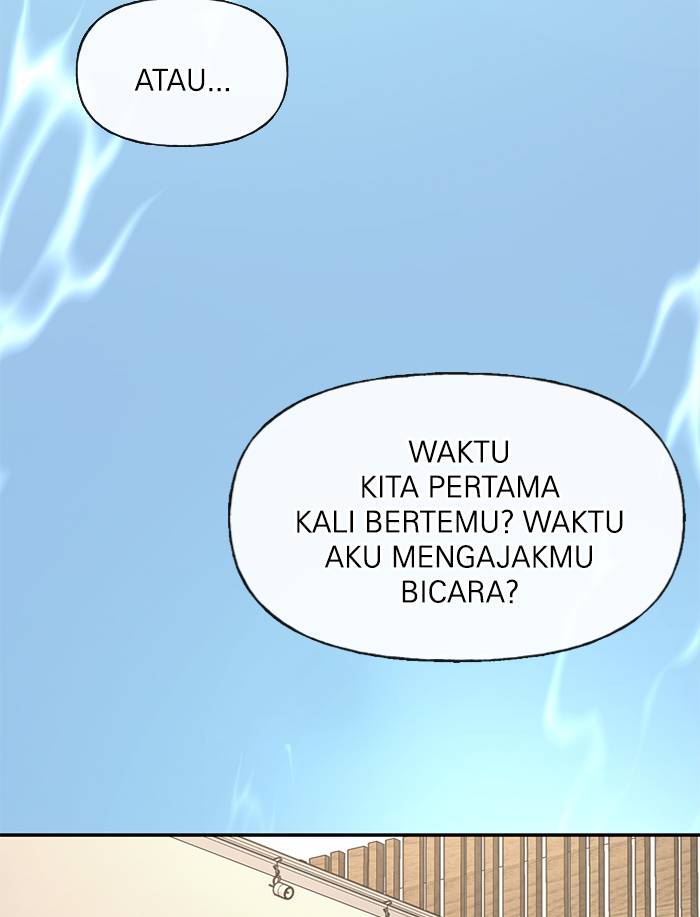 ATAU...
WAKTU
KITA PERTAMA
KALI BERTEMU? WAKTU
AKU MENGAJAKMU
BICARA?